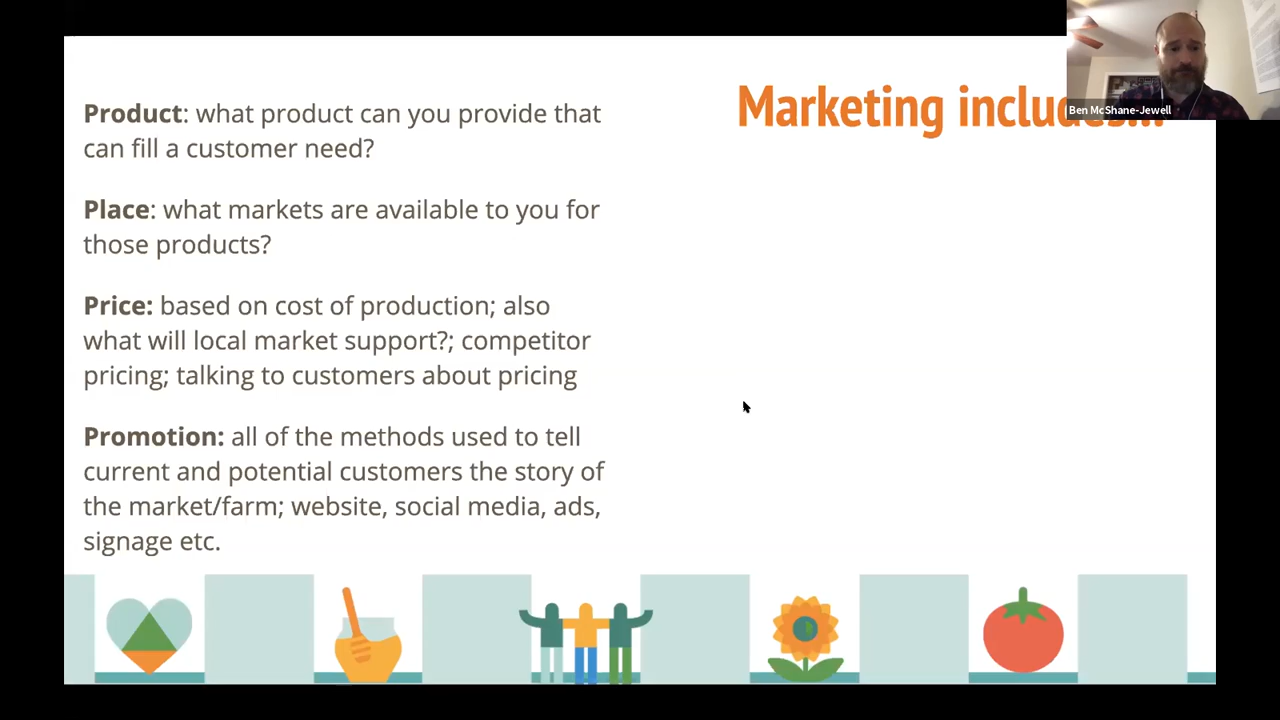 Marketing includes...
Ben McShane-Jewell
Product: what product can you provide that
can fill a customer need?
Place: what markets are available to you for
those products?
Price: based on cost of production; also
what will local market support?; competitor
pricing; talking to customers about pricing
Promotion: all of the methods used to tell
current and potential customers the story of
the market/farm; website, social media, ads,
signage etc.